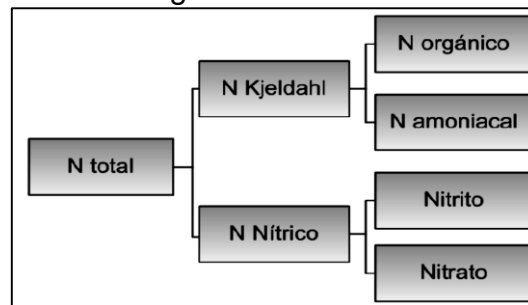 N total
N Kjeldahl
N orgánico
N amoniacal
N Nítrico
Nitrito
Nitrato